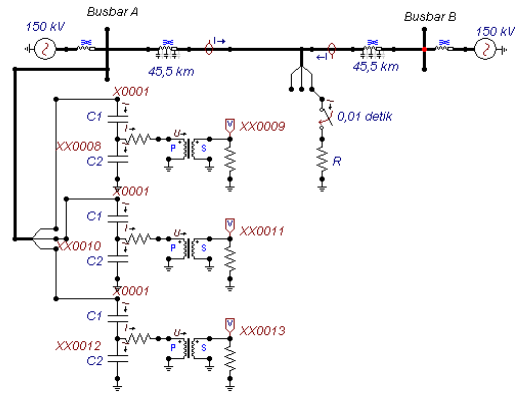 Busbar A
Busbar B
150 kV
150 kV
I
I
45,5 km
45,5 km
X0001
C1
0,01 detik
XX0008
U
XX0009
C2
P S
R
X0001
C1
U
XX0011
XX0010
C2
P S
X0001
C1
U
XX0013
XX0012
C2
P S